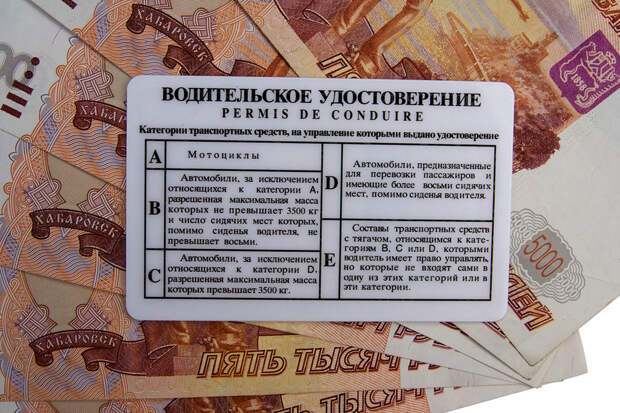 ХАБАРОВСК
ХАБАРОВСК
ХАБАРОВСК
ХАБАРОВСК
1858
ВОДИТЕЛЬСКОЕ УДОСТОВЕРЕНИЕ
PERMIS DE CONDUIRE
Категории транспортных средств, на управление которыми выдано удостоверение
A Мотоциклы
B Автомобили, за исключением
относящихся к категории А,
разрешенная максимальная масса
которых не превышает 3500 кг
и число сидячих мест которых,
помимо сиденья водителя, не
превышает восьми.
C Автомобили, за исключением
относящихся к категории D,
разрешенная максимальная масса
которых превышает 3500 кг.
D Автомобили, предназначенные
для перевозки пассажиров и
имеющие более восьми сидячих
мест, помимо сиденья водителя.
E Составы транспортных средств
с тягачом, относящимся к кате-
гориям B, C или D, которыми
водитель имеет право управлять,
но которые не входят сами в
одну из этих категорий или в
эти категории.
5000
ПЯТЬ ТЫСЯЧ